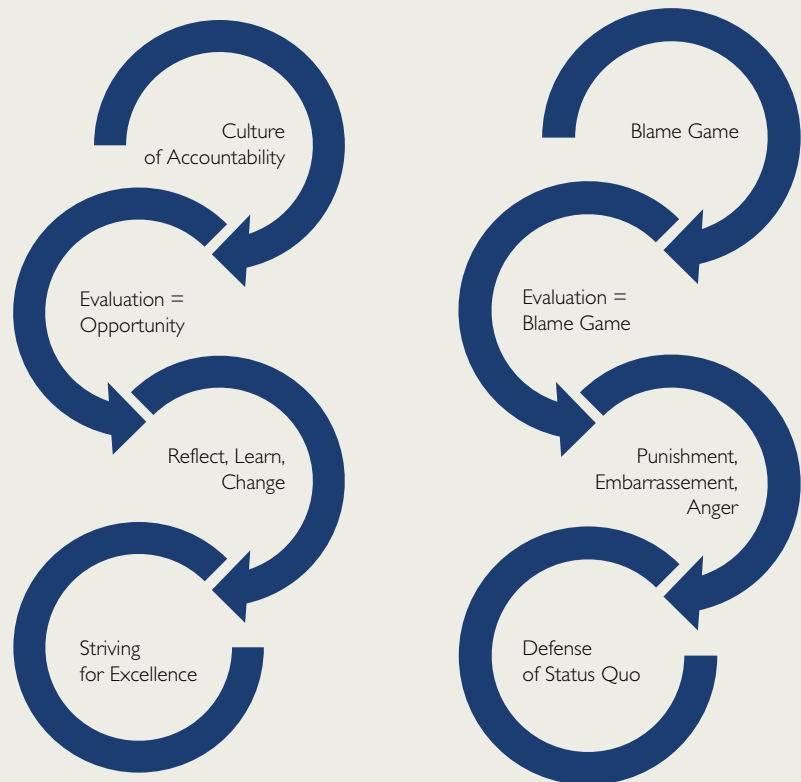 Culture
of Accountability
Evaluation =
Opportunity
Reflect, Learn,
Change
Striving
for Excellence
Blame Game
Evaluation =
Blame Game
Punishment,
Embarrassement,
Anger
Defense
of Status Quo